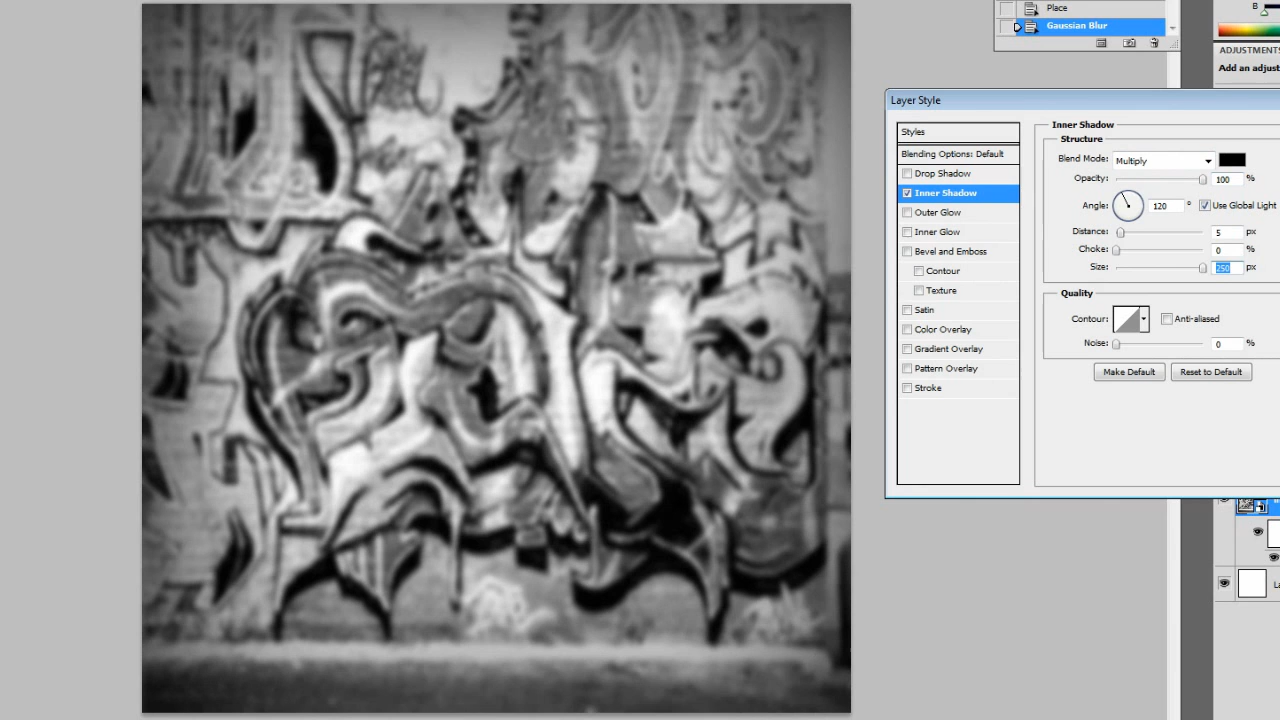 Place
Gaussian Blur
B
ADJUSTMENTS
Add an adjust
Layer Style
Styles
Blending Options: Default
Drop Shadow
Inner Shadow
Outer Glow
Inner Glow
Bevel and Emboss
Contour
Texture
Satin
Color Overlay
Gradient Overlay
Pattern Overlay
Stroke
Inner Shadow
Structure
Blend Mode: Multiply
Opacity: 100 %
Angle: 120 ° Use Global Light
Distance: 5 px
Choke: 0 %
Size: 250 px
Quality
Contour: Anti-aliased
Noise: 0 %
Make Default Reset to Default